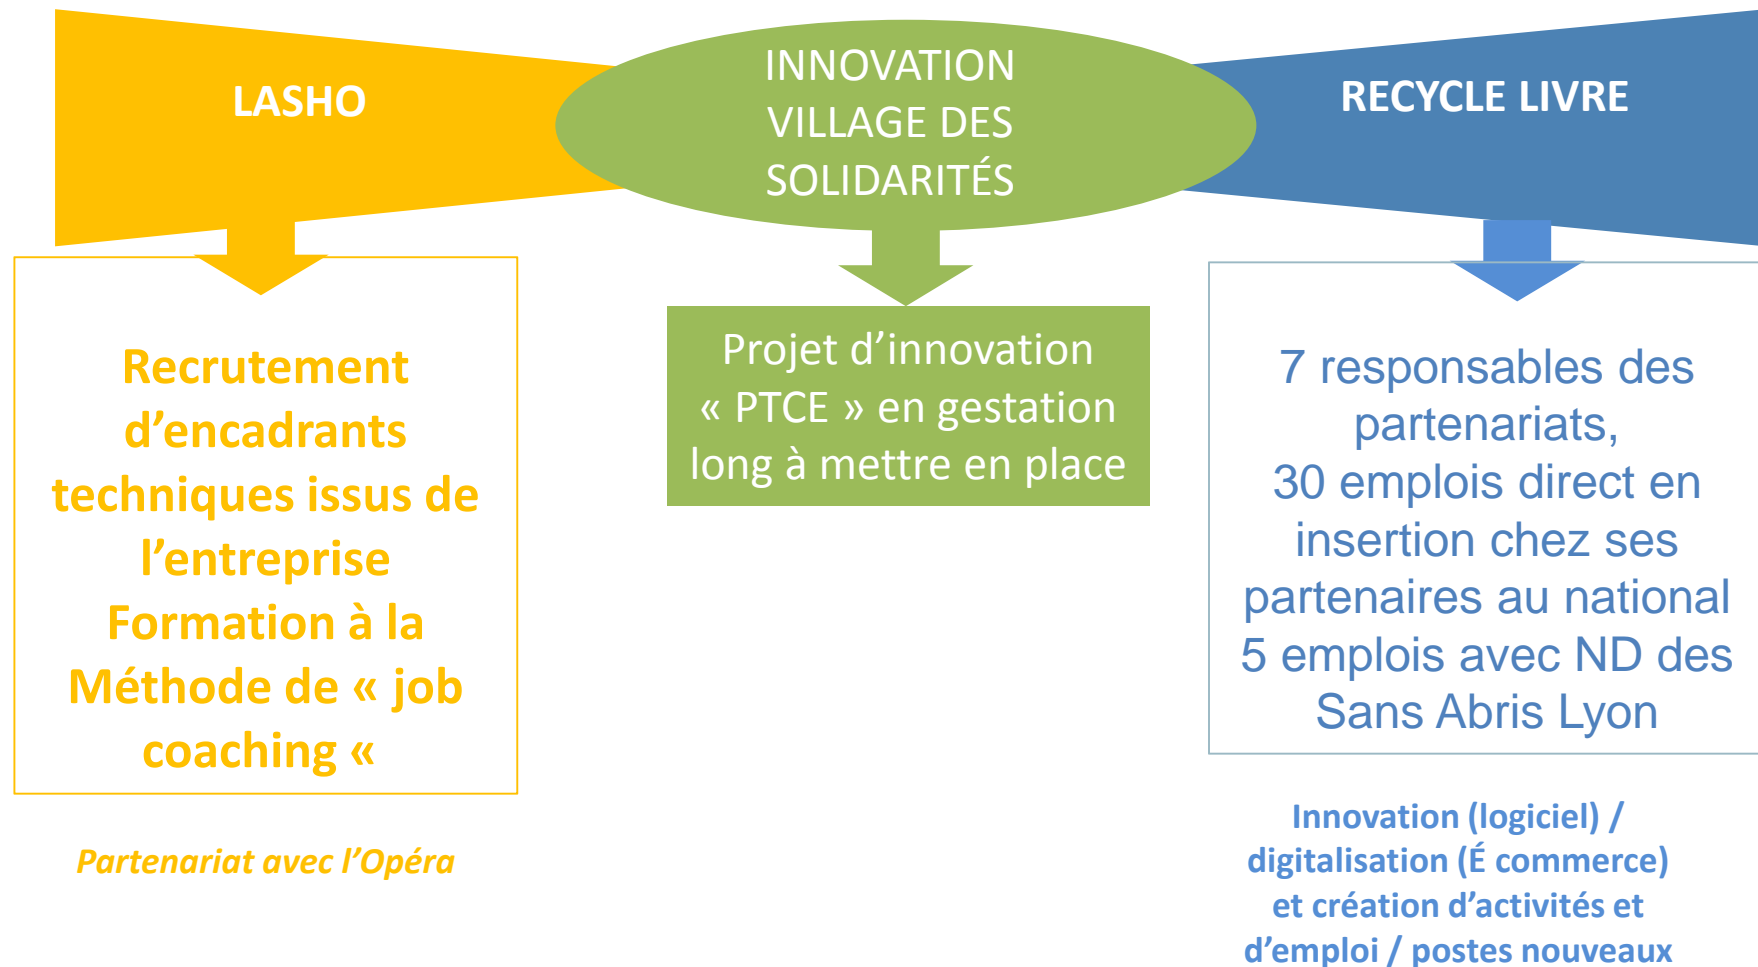 LASHO
INNOVATION
VILLAGE DES
SOLIDARITÉS
RECYCLE LIVRE
Recrutement
d’encadrants
techniques issus de
l’entreprise
Formation à la
Méthode de « job
coaching «
Partenariat avec l’Opéra
Projet d’innovation
« PTCE » en gestation
long à mettre en place
7 responsables des
partenariats,
30 emplois direct en
insertion chez ses
partenaires au national
5 emplois avec ND des
Sans Abris Lyon
Innovation (logiciel) /
digitalisation (É commerce)
et création d’activités et
d’emploi / postes nouveaux